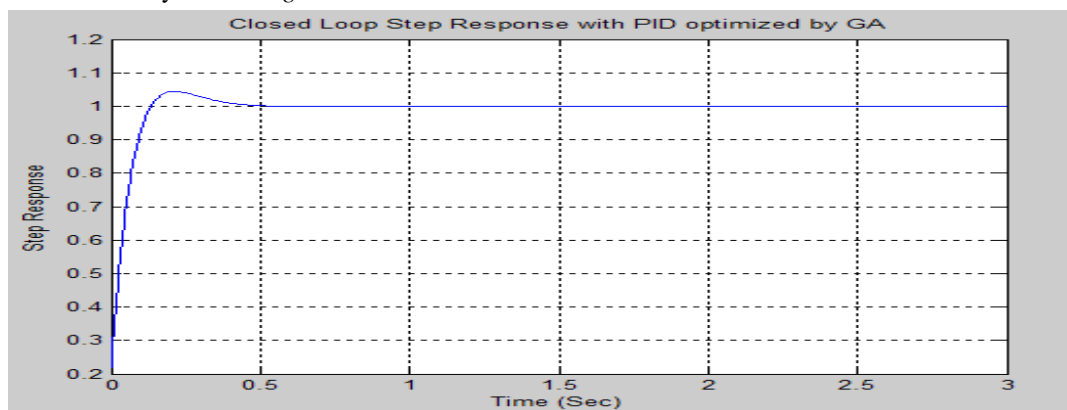 Closed Loop Step Response with PID optimized by GA
1.2
1.1
1
0.9
0.8
0.7
0.6
0.5
0.4
0.3
0.2
Step Response
0 0.5 1 1.5 2 2.5 3
Time (Sec)